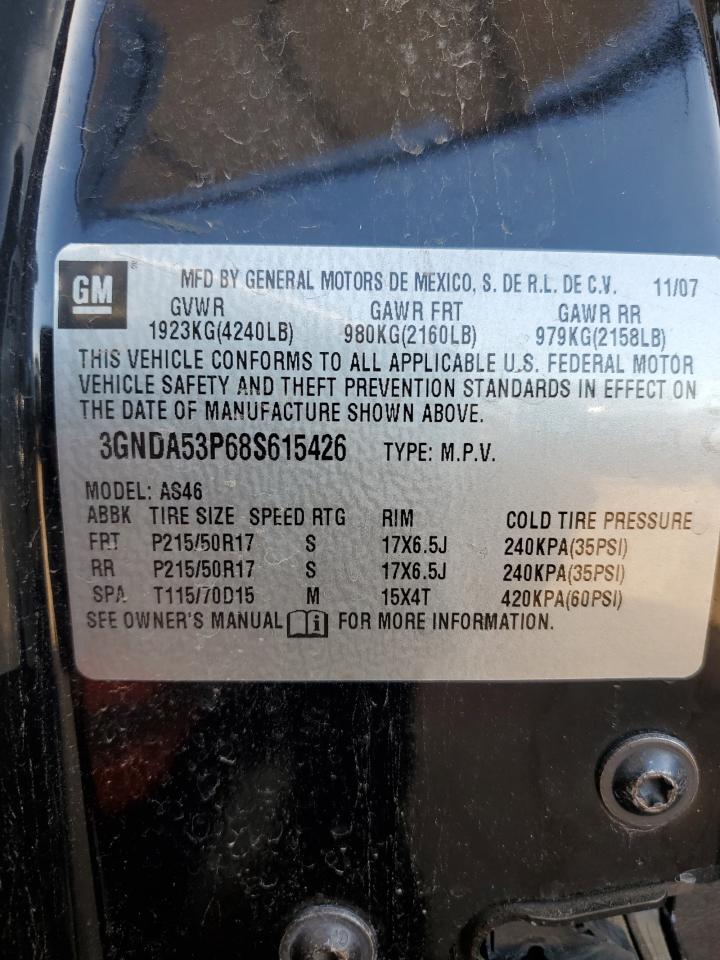 GM ® MFD BY GENERAL MOTORS DE MEXICO, S. DE R.L. DE C.V. 11/07
GVWR GAWR FRT GAWR RR
1923KG(4240LB) 980KG(2160LB) 979KG(2158LB)
THIS VEHICLE CONFORMS TO ALL APPLICABLE U.S. FEDERAL MOTOR
VEHICLE SAFETY AND THEFT PREVENTION STANDARDS IN EFFECT ON
THE DATE OF MANUFACTURE SHOWN ABOVE.
3GNDA53P68S615426 TYPE: M.P.V.
MODEL: AS46
ABBK TIRE SIZE SPEED RTG RIM COLD TIRE PRESSURE
FRT P215/50R17 S 17X6.5J 240KPA(35PSI)
RR P215/50R17 S 17X6.5J 240KPA(35PSI)
SPA T115/70D15 M 15X4T 420KPA(60PSI)
SEE OWNER'S MANUAL i FOR MORE INFORMATION.